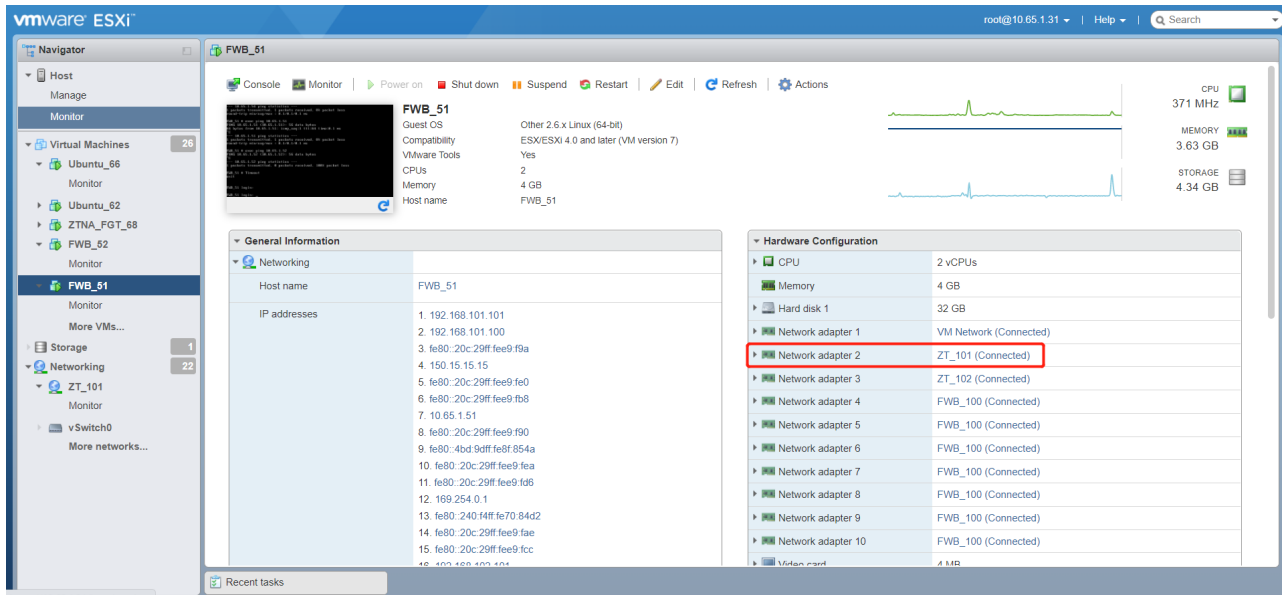 vmware ESXi™
root@10.65.1.31 | Help | Search
Navigator
Host
Manage
Monitor
Virtual Machines 26
Ubuntu_66
Monitor
Ubuntu_62
ZTNA_FGT_68
FWB_52
Monitor
FWB_51
Monitor
More VMs...
Storage 1
Networking 22
ZT_101
Monitor
vSwitch0
More networks...
FWB_51
Console Monitor | Power on Shut down Suspend Restart | Edit | Refresh | Actions
FWB_51
Guest OS Other 2.6.x Linux (64-bit)
Compatibility ESX/ESXi 4.0 and later (VM version 7)
VMware Tools Yes
CPUs 2
Memory 4 GB
Host name FWB_51
CPU
371 MHz
MEMORY
3.63 GB
STORAGE
4.34 GB
General Information
Networking
Host name FWB_51
IP addresses
1. 192.168.101.101
2. 192.168.101.100
3. fe80::20c:29ff:fee9:f9a
4. 150.15.15.15
5. fe80::20c:29ff:fee9:fe0
6. fe80::20c:29ff:fee9:fb8
7. 10.65.1.51
8. fe80::20c:29ff:fee9:f90
9. fe80::4bd:9dff:fe8f:854a
10. fe80::20c:29ff:fee9:fea
11. fe80::20c:29ff:fee9:fd6
12. 169.254.0.1
13. fe80::240:f4ff:fe70:84d2
14. fe80::20c:29ff:fee9:fae
15. fe80::20c:29ff:fee9:fcc
Hardware Configuration
CPU 2 vCPUs
Memory 4 GB
Hard disk 1 32 GB
Network adapter 1 VM Network (Connected)
Network adapter 2 ZT_101 (Connected)
Network adapter 3 ZT_102 (Connected)
Network adapter 4 FWB_100 (Connected)
Network adapter 5 FWB_100 (Connected)
Network adapter 6 FWB_100 (Connected)
Network adapter 7 FWB_100 (Connected)
Network adapter 8 FWB_100 (Connected)
Network adapter 9 FWB_100 (Connected)
Network adapter 10 FWB_100 (Connected)
Video card 4 MB
Recent tasks